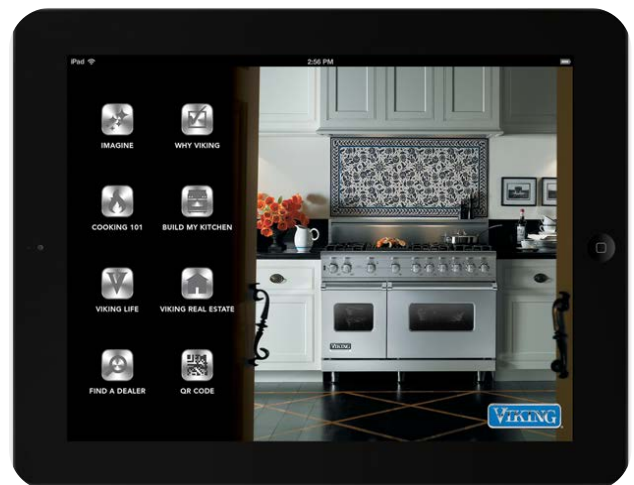 iPad
2:56 PM
IMAGINE
WHY VIKING
COOKING 101
BUILD MY KITCHEN
VIKING LIFE
VIKING REAL ESTATE
FIND A DEALER
QR CODE
VIKING
VIKING